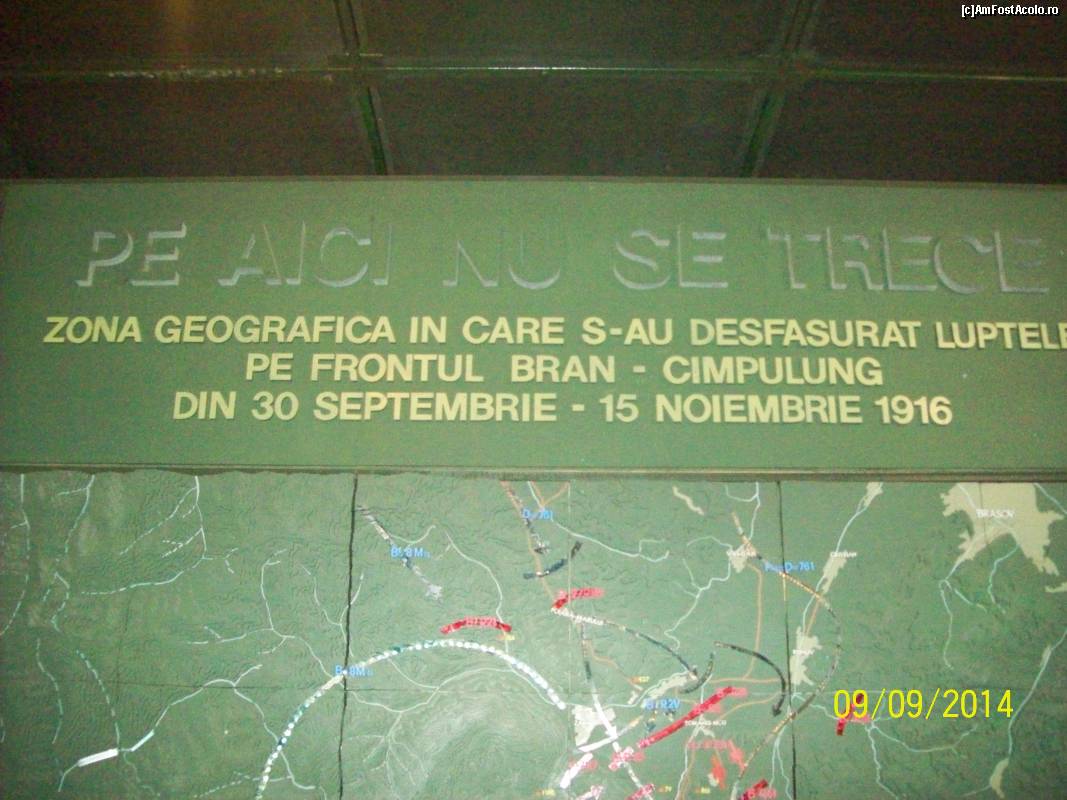 [c]AmFostAcolo.ro
PE AICI NU SE TRECE
ZONA GEOGRAFICA IN CARE S-AU DESFASURAT LUPTELE
PE FRONTUL BRAN - CIMPULUNG
DIN 30 SEPTEMBRIE - 15 NOIEMBRIE 1916
BRASOV
09/09/2014